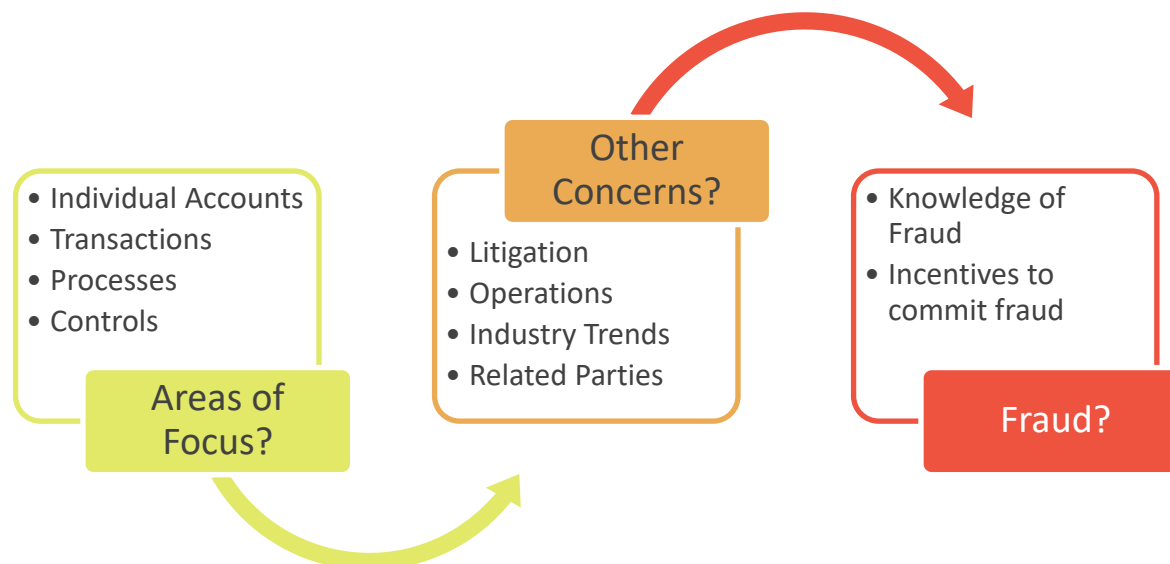 • Individual Accounts
• Transactions
• Processes
• Controls
Areas of
Focus?
Other
Concerns?
• Litigation
• Operations
• Industry Trends
• Related Parties
• Knowledge of
Fraud
• Incentives to
commit fraud
Fraud?